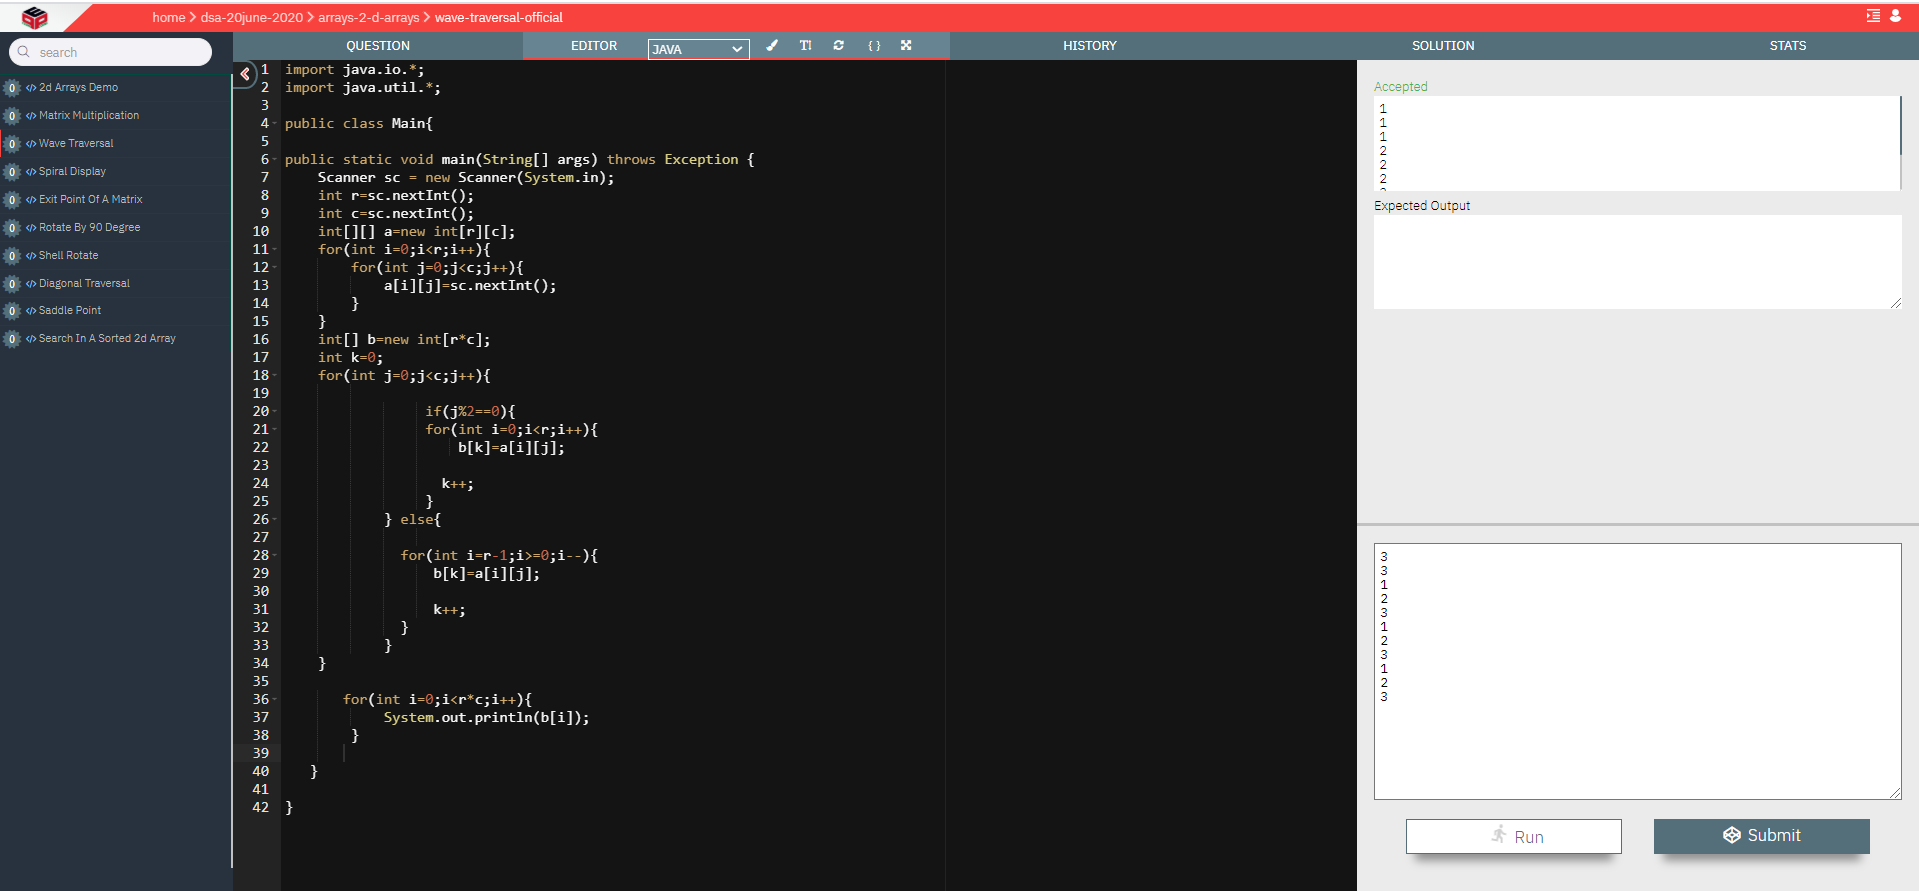 home > dsa-20june-2020 > arrays-2-d-arrays > wave-traversal-official
search
QUESTION
EDITOR
JAVA
T!
{ }
HISTORY
SOLUTION
STATS
0 </> 2d Arrays Demo
0 </> Matrix Multiplication
0 </> Wave Traversal
0 </> Spiral Display
0 </> Exit Point Of A Matrix
0 </> Rotate By 90 Degree
0 </> Shell Rotate
0 </> Diagonal Traversal
0 </> Saddle Point
0 </> Search In A Sorted 2d Array
1 import java.io.*;
2 import java.util.*;
3
4 public class Main{
5
6 public static void main(String[] args) throws Exception {
7     Scanner sc = new Scanner(System.in);
8     int r=sc.nextInt();
9     int c=sc.nextInt();
10     int[][] a=new int[r][c];
11     for(int i=0;i<r;i++){
12         for(int j=0;j<c;j++){
13             a[i][j]=sc.nextInt();
14         }
15     }
16     int[] b=new int[r*c];
17     int k=0;
18     for(int j=0;j<c;j++){
19
20                 if(j%2==0){
21                 for(int i=0;i<r;i++){
22                     b[k]=a[i][j];
23
24                   k++;
25                 }
26            } else{
27
28              for(int i=r-1;i>=0;i--){
29                  b[k]=a[i][j];
30
31                  k++;
32              }
33            }
34     }
35
36       for(int i=0;i<r*c;i++){
37            System.out.println(b[i]);
38        }
39
40   }
41
42 }
Accepted
1
1
1
2
2
2
Expected Output
3
3
1
2
3
1
2
3
1
2
3
Run
Submit